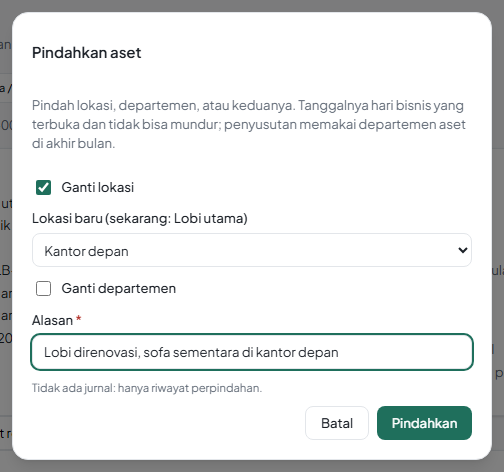 Pindahkan aset
Pindah lokasi, departemen, atau keduanya. Tanggalnya hari bisnis yang
terbuka dan tidak bisa mundur; penyusutan memakai departemen aset
di akhir bulan.
Ganti lokasi
Lokasi baru (sekarang: Lobi utama)
Kantor depan
Ganti departemen
Alasan *
Lobi direnovasi, sofa sementara di kantor depan
Tidak ada jurnal: hanya riwayat perpindahan.
Batal
Pindahkan